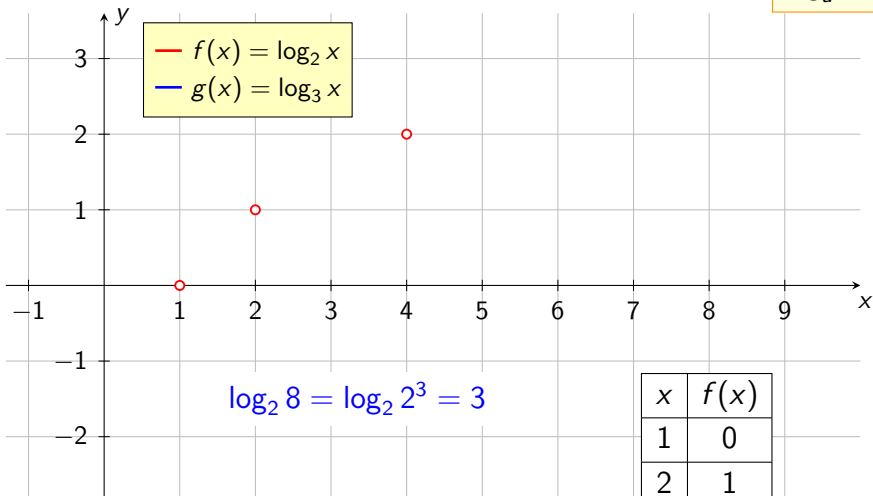 y
f(x) = log₂ x
g(x) = log₃ x
3
2
1
−1 1 2 3 4 5 6 7 8 9 x
−1
log₂ 8 = log₂ 2³ = 3
−2
x f(x)
1 0
2 1